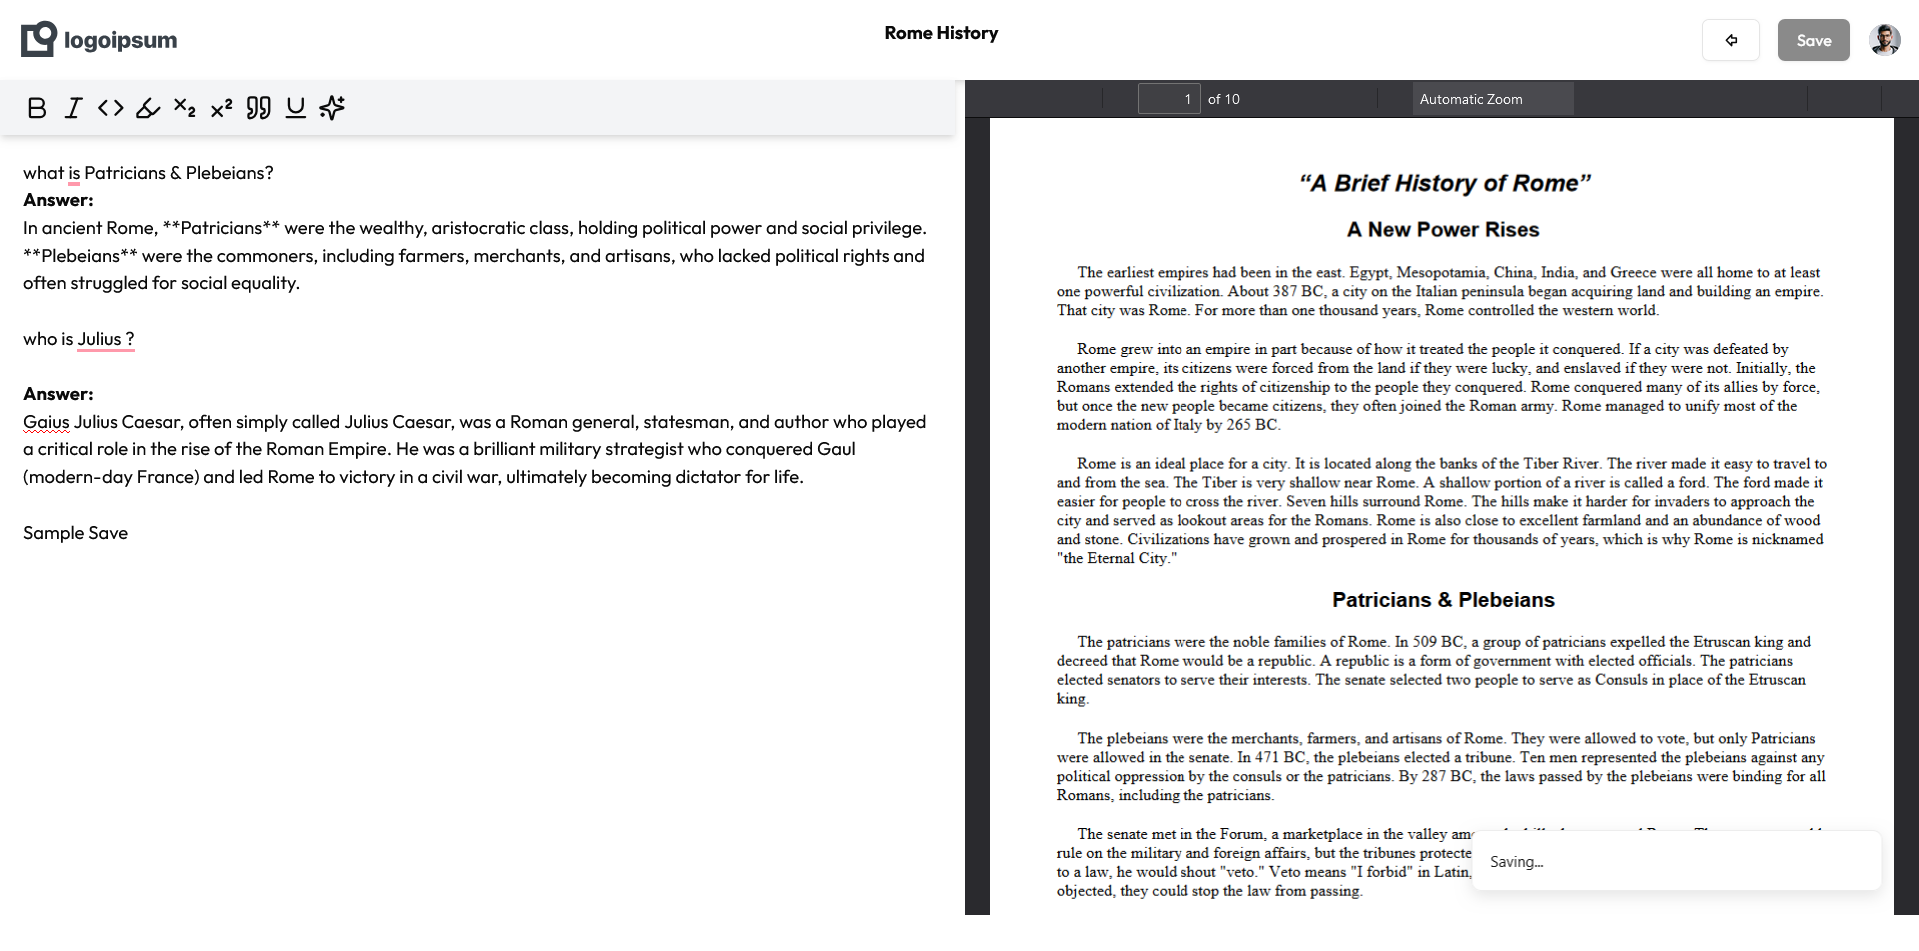 logoipsum
Rome History
Save
what is Patricians & Plebeians?
Answer:
In ancient Rome, **Patricians** were the wealthy, aristocratic class, holding political power and social privilege.
**Plebeians** were the commoners, including farmers, merchants, and artisans, who lacked political rights and
often struggled for social equality.
who is Julius ?
Answer:
Gaius Julius Caesar, often simply called Julius Caesar, was a Roman general, statesman, and author who played
a critical role in the rise of the Roman Empire. He was a brilliant military strategist who conquered Gaul
(modern-day France) and led Rome to victory in a civil war, ultimately becoming dictator for life.
Sample Save
1 of 10
Automatic Zoom
“A Brief History of Rome”
A New Power Rises
The earliest empires had been in the east. Egypt, Mesopotamia, China, India, and Greece were all home to at least
one powerful civilization. About 387 BC, a city on the Italian peninsula began acquiring land and building an empire.
That city was Rome. For more than one thousand years, Rome controlled the western world.
Rome grew into an empire in part because of how it treated the people it conquered. If a city was defeated by
another empire, its citizens were forced from the land if they were lucky, and enslaved if they were not. Initially, the
Romans extended the rights of citizenship to the people they conquered. Rome conquered many of its allies by force,
but once the new people became citizens, they often joined the Roman army. Rome managed to unify most of the
modern nation of Italy by 265 BC.
Rome is an ideal place for a city. It is located along the banks of the Tiber River. The river made it easy to travel to
and from the sea. The Tiber is very shallow near Rome. A shallow portion of a river is called a ford. The ford made it
easier for people to cross the river. Seven hills surround Rome. The hills make it harder for invaders to approach the
city and served as lookout areas for the Romans. Rome is also close to excellent farmland and an abundance of wood
and stone. Civilizations have grown and prospered in Rome for thousands of years, which is why Rome is nicknamed
"the Eternal City."
Patricians & Plebeians
The patricians were the noble families of Rome. In 509 BC, a group of patricians expelled the Etruscan king and
decreed that Rome would be a republic. A republic is a form of government with elected officials. The patricians
elected senators to serve their interests. The senate selected two people to serve as Consuls in place of the Etruscan
king.
The plebeians were the merchants, farmers, and artisans of Rome. They were allowed to vote, but only Patricians
were allowed in the senate. In 471 BC, the plebeians elected a tribune. Ten men represented the plebeians against any
political oppression by the consuls or the patricians. By 287 BC, the laws passed by the plebeians were binding for all
Romans, including the patricians.
The senate met in the Forum, a marketplace in the valley
rule on the military and foreign affairs, but the tribunes
to a law, he would shout "veto." Veto means "I forbid" in Latin,
objected, they could stop the law from passing.
Saving...